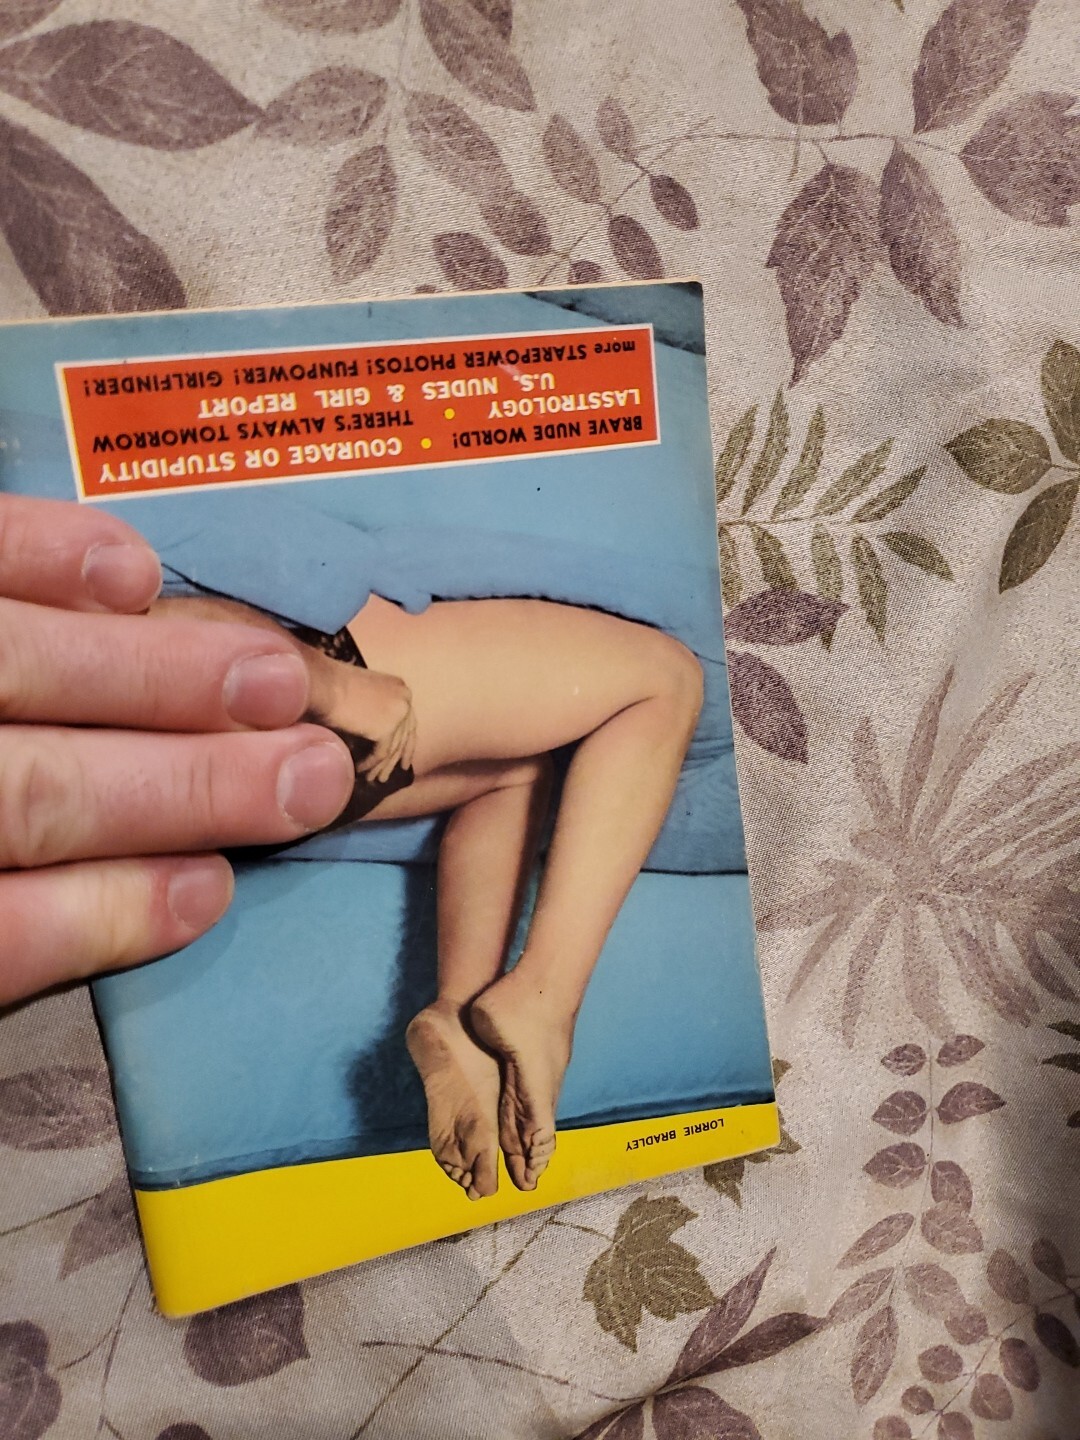 BRAVE NUDE WORLD! • COURAGE OR STUPIDITY
LASSTROLOGY • THERE'S ALWAYS TOMORROW
U.S. NUDES & GIRL REPORT
more STAREPOWER PHOTOS! FUNPOWER! GIRLFINDER!
LORRIE BRADLEY